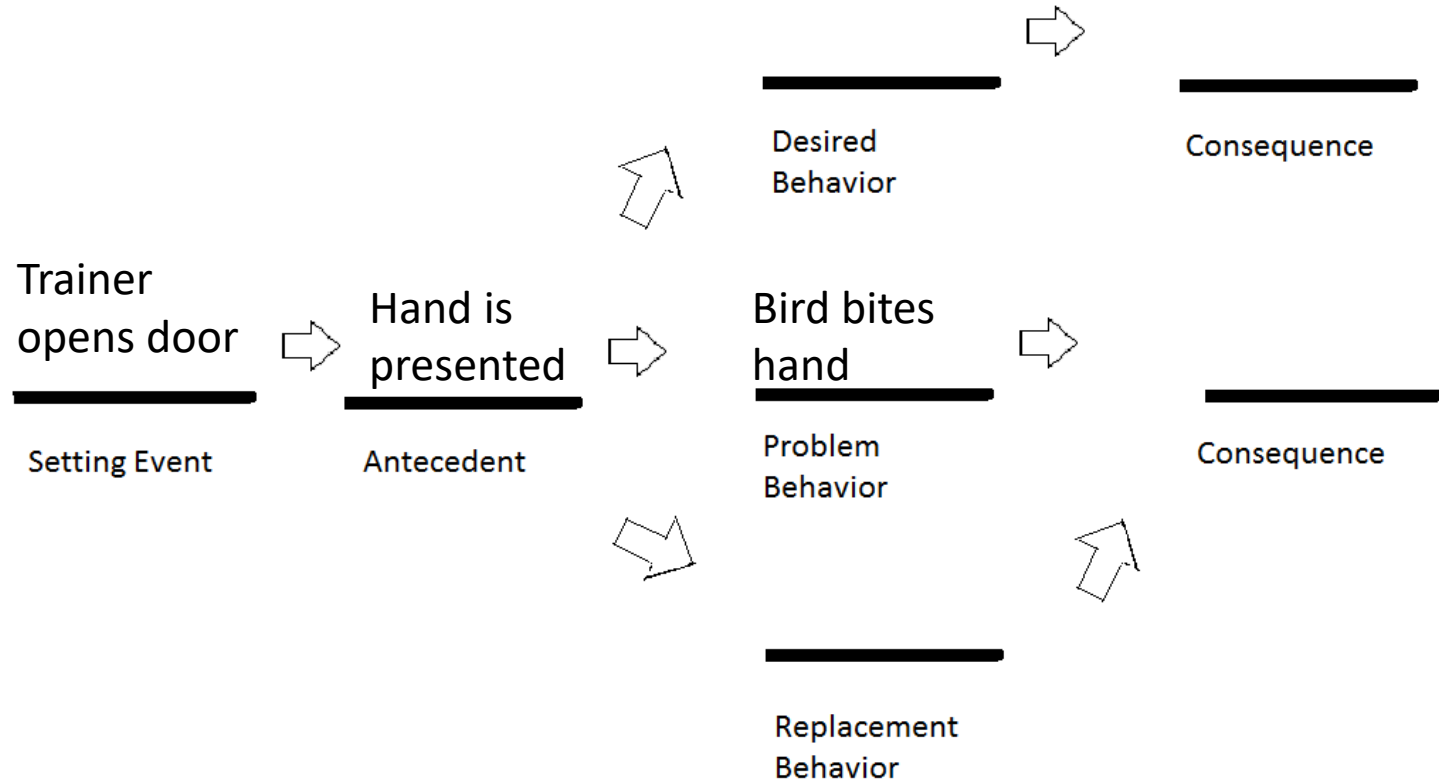 Desired
Behavior
Consequence
Trainer
opens door
Hand is
presented
Bird bites
hand
Setting Event
Antecedent
Problem
Behavior
Consequence
Replacement
Behavior